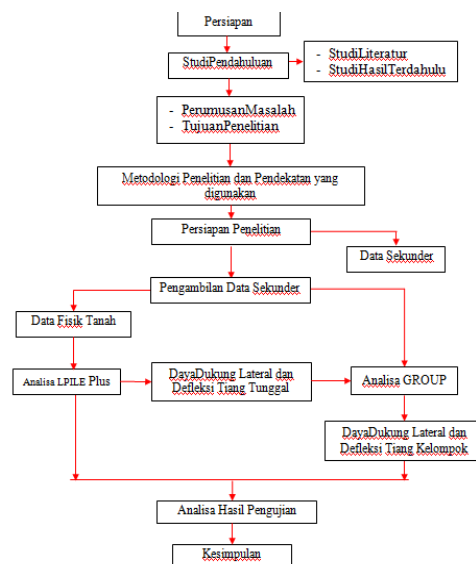 Persiapan
StudiPendahuluan
- StudiLiteratur
- StudiHasilTerdahulu
- PerumusanMasalah
- TujuanPenelitian
Metodologi Penelitian dan Pendekatan yang
digunakan
Persiapan Penelitian
Data Sekunder
Pengambilan Data Sekunder
Data Fisik Tanah
Analisa LPILE Plus
DayaDukung Lateral dan
Defleksi Tiang Tunggal
Analisa GROUP
DayaDukung Lateral dan
Defleksi Tiang Kelompok
Analisa Hasil Pengujian
Kesimpulan